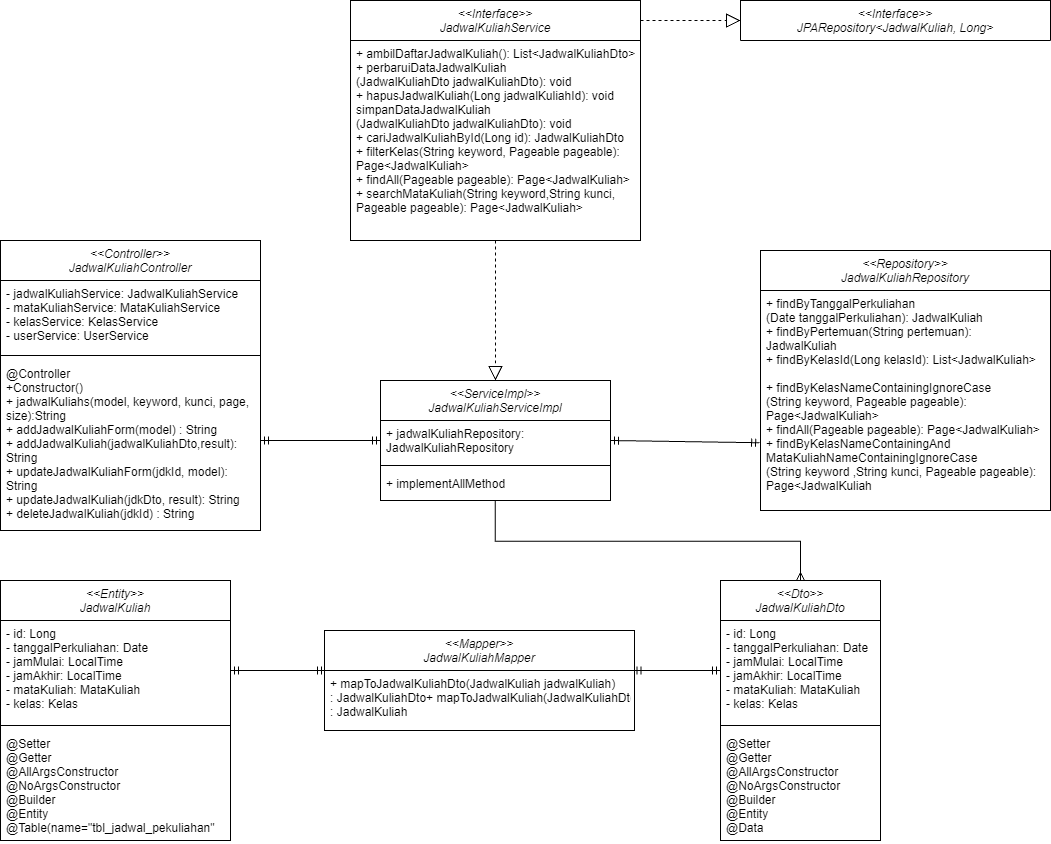 <<Interface>>
JadwalKuliahService
+ ambilDaftarJadwalKuliah(): List<JadwalKuliahDto>
+ perbaruiDataJadwalKuliah
(JadwalKuliahDto jadwalKuliahDto): void
+ hapusJadwalKuliah(Long jadwalKuliahId): void
simpanDataJadwalKuliah
(JadwalKuliahDto jadwalKuliahDto): void
+ cariJadwalKuliahById(Long id): JadwalKuliahDto
+ filterKelas(String keyword, Pageable pageable):
Page<JadwalKuliah>
+ findAll(Pageable pageable): Page<JadwalKuliah>
+ searchMataKuliah(String keyword,String kunci,
Pageable pageable): Page<JadwalKuliah>
<<Interface>>
JPARepository<JadwalKuliah, Long>
<<Controller>>
JadwalKuliahController
- jadwalKuliahService: JadwalKuliahService
- mataKuliahService: MataKuliahService
- kelasService: KelasService
- userService: UserService
@Controller
+Constructor()
+ jadwalKuliahs(model, keyword, kunci, page,
size):String
+ addJadwalKuliahForm(model) : String
+ addJadwalKuliah(jadwalKuliahDto,result):
String
+ updateJadwalKuliahForm(jdkId, model):
String
+ updateJadwalKuliah(jdkDto, result): String
+ deleteJadwalKuliah(jdkId) : String
<<ServiceImpl>
JadwalKuliahServiceImpl
+ jadwalKuliahRepository:
JadwalKuliahRepository
+ implementAllMethod
<<Repository>>
JadwalKuliahRepository
+ findByTanggalPerkuliahan
(Date tanggalPerkuliahan): JadwalKuliah
+ findByPertemuan(String pertemuan):
JadwalKuliah
+ findByKelasId(Long kelasId): List<JadwalKuliah>
+ findByKelasNameContainingIgnoreCase
(String keyword, Pageable pageable):
Page<JadwalKuliah>
+ findAll(Pageable pageable): Page<JadwalKuliah>
+ findByKelasNameContainingAnd
MataKuliahNameContainingIgnoreCase
(String keyword ,String kunci, Pageable pageable):
Page<JadwalKuliah
<<Entity>>
JadwalKuliah
- id: Long
- tanggalPerkuliahan: Date
- jamMulai: LocalTime
- jamAkhir: LocalTime
- mataKuliah: MataKuliah
- kelas: Kelas
@Setter
@Getter
@AllArgsConstructor
@NoArgsConstructor
@Builder
@Entity
@Table(name="tbl_jadwal_pekuliahan"
<<Mapper>>
JadwalKuliahMapper
+ mapToJadwalKuliahDto(JadwalKuliah jadwalKuliah)
: JadwalKuliahDto+ mapToJadwalKuliah(JadwalKuliahDt
: JadwalKuliah
<<Dto>>
JadwalKuliahDto
- id: Long
- tanggalPerkuliahan: Date
- jamMulai: LocalTime
- jamAkhir: LocalTime
- mataKuliah: MataKuliah
- kelas: Kelas
@Setter
@Getter
@AllArgsConstructor
@NoArgsConstructor
@Builder
@Entity
@Data